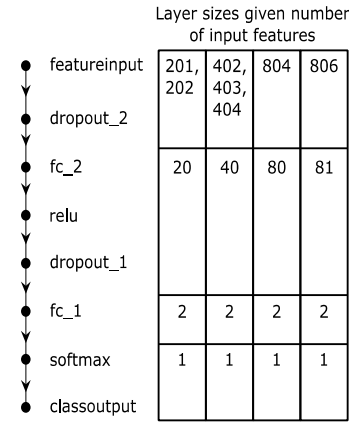 Layer sizes given number
of input features
featureinput 201, 402, 804 806
202 403,
404
dropout_2
fc_2 20 40 80 81
relu
dropout_1
fc_1 2 2 2 2
softmax 1 1 1 1
classoutput